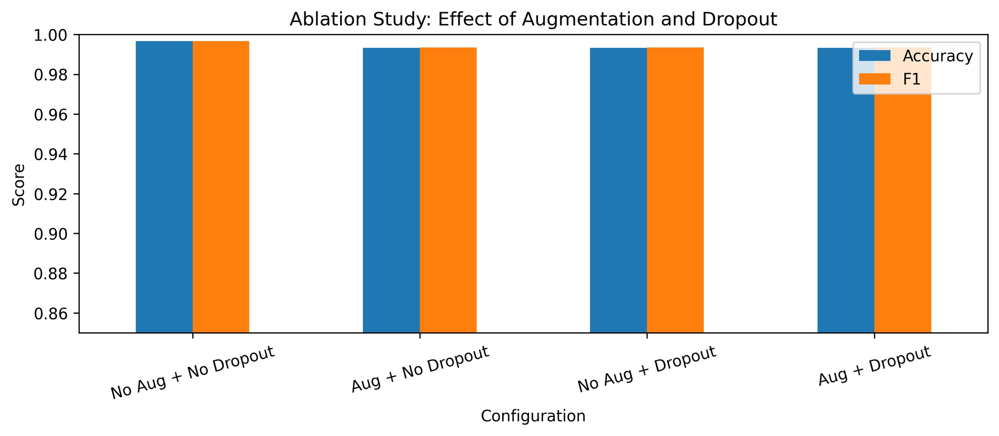 Ablation Study: Effect of Augmentation and Dropout
1.00
0.98
0.96
0.94
0.92
0.90
0.88
0.86
Score
Accuracy
F1
No Aug + No Dropout
Aug + No Dropout
No Aug + Dropout
Aug + Dropout
Configuration